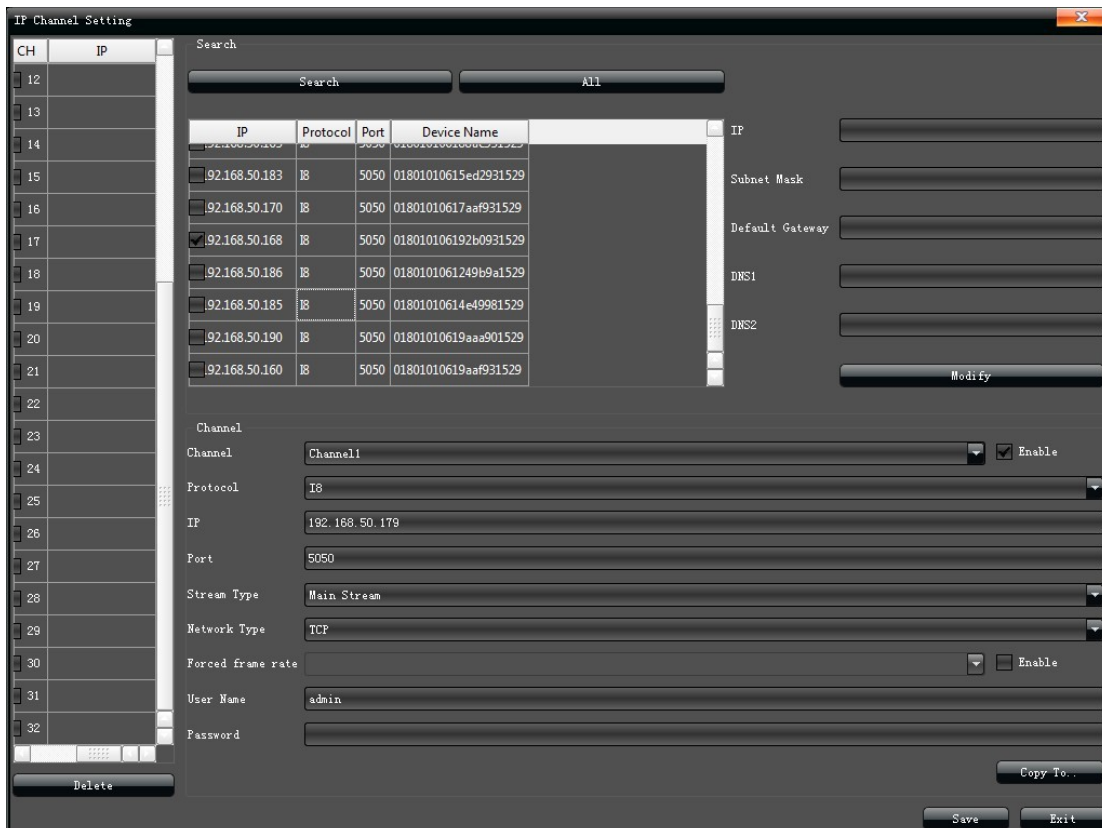 IP Channel Setting
CH IP
12
13
14
15
16
17
18
19
20
21
22
23
24
25
26
27
28
29
30
31
32
Delete
Search
Search All
IP Protocol Port Device Name
.92.168.50.183 I8 5050 01801010615ed2931529
.92.168.50.170 I8 5050 01801010617aaf931529
.92.168.50.168 I8 5050 018010106192b0931529
.92.168.50.186 I8 5050 0180101061249b9a1529
.92.168.50.185 I8 5050 01801010614e49981529
.92.168.50.190 I8 5050 01801010619aaa901529
.92.168.50.160 I8 5050 01801010619aaf931529
IP
Subnet Mask
Default Gateway
DNS1
DNS2
Modify
Channel
Channel Channel1 Enable
Protocol I8
IP 192.168.50.179
Port 5050
Stream Type Main Stream
Network Type TCP
Forced frame rate Enable
User Name admin
Password
Copy To..
Save Exit